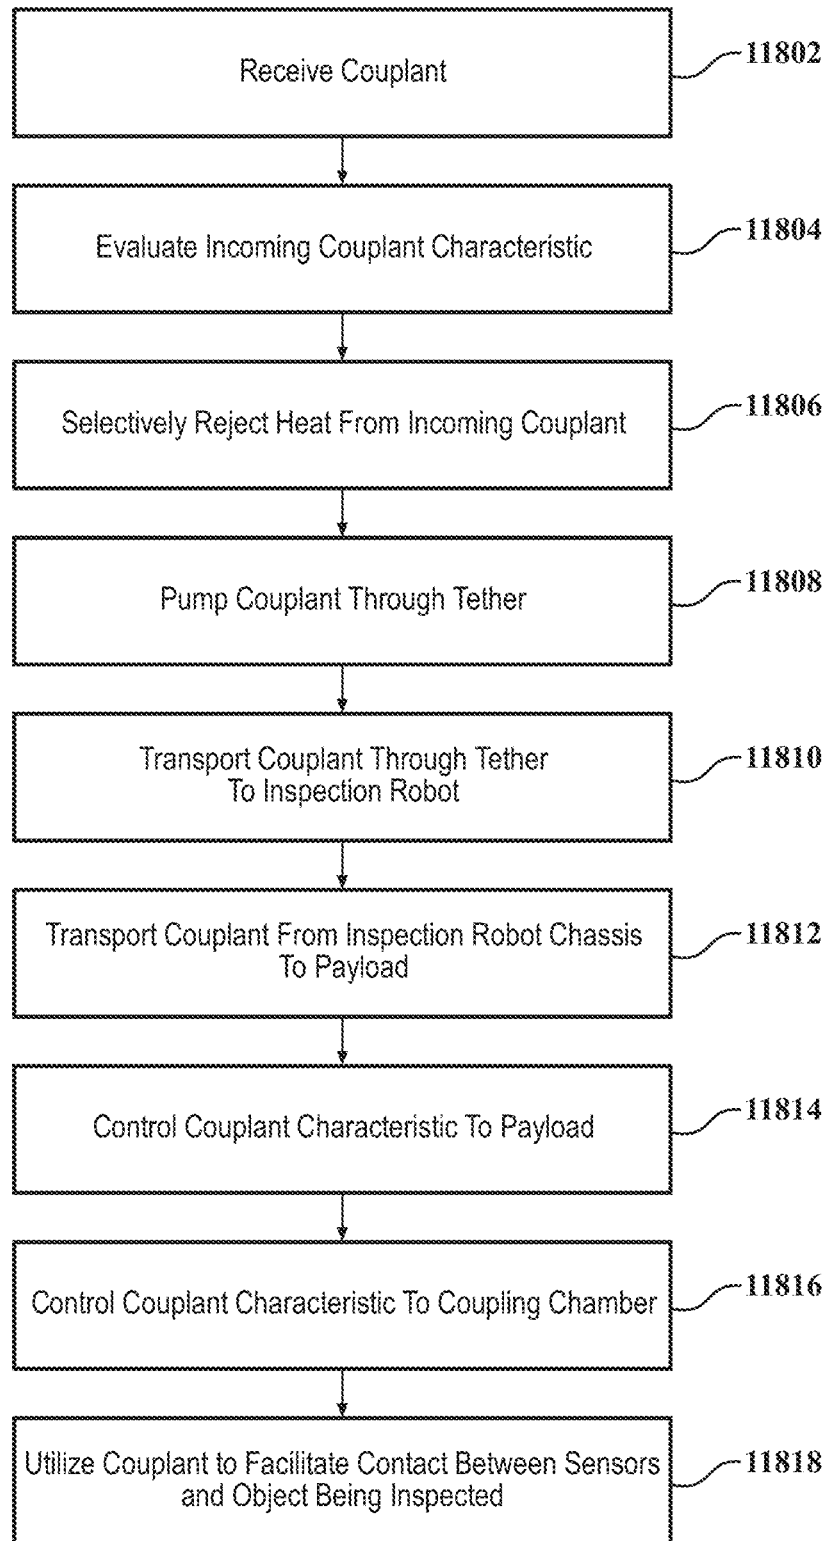 Receive Couplant
11802
Evaluate Incoming Couplant Characteristic
11804
Selectively Reject Heat From Incoming Couplant
11806
Pump Couplant Through Tether
11808
Transport Couplant Through Tether
To Inspection Robot
11810
Transport Couplant From Inspection Robot Chassis
To Payload
11812
Control Couplant Characteristic To Payload
11814
Control Couplant Characteristic To Coupling Chamber
11816
Utilize Couplant to Facilitate Contact Between Sensors
and Object Being Inspected
11818